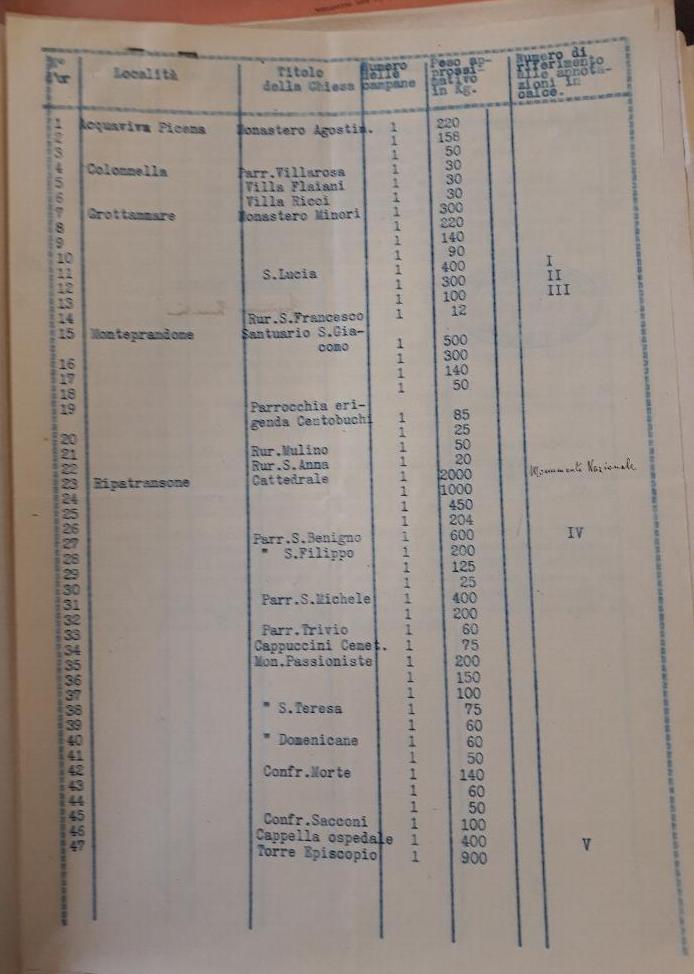 N° d'or
Località
Titolo della Chiesa
Numero delle campane
Peso approssimativo in Kg.
Numero di riferimento alle annotazioni in calce.
1 Acquaviva Picena Monastero Agostin. 1 220
2 1 158
3 1 50
4 Colonnella Parr.Villarosa 1 30
5 Villa Flaiani 1 30
6 Villa Ricci 1 30
7 Grottammare Monastero Minori 1 300
8 1 220
9 1 140
10 1 90
11 S.Lucia 1 400 I
12 1 300 II
13 1 100 III
14 Rur.S.Francesco 1 12
15 Monteprandone Santuario S.Gia-
como 1 500
16 1 300
17 1 140
18 1 50
19 Parrocchia eri-
genda Centobuchi 1 85
20 1 25
21 Rur.Mulino 1 50
22 Rur.S.Anna 1 20
23 Ripatransone Cattedrale 1 2000 Monumento Nazionale
24 1 1000
25 1 450
26 1 204
27 Parr.S.Benigno 1 600 IV
28 " S.Filippo 1 200
29 1 125
30 1 25
31 Parr.S.Michele 1 400
32 1 200
33 Parr.Trivio 1 60
34 Cappuccini Cemet. 1 75
35 Mon.Passioniste 1 200
36 1 150
37 1 100
38 " S.Teresa 1 75
39 1 60
40 " Domenicane 1 60
41 1 50
42 Confr.Morte 1 140
43 1 60
44 1 50
45 Confr.Sacconi 1 100
46 Cappella ospedale 1 400 V
47 Torre Episcopio 1 900